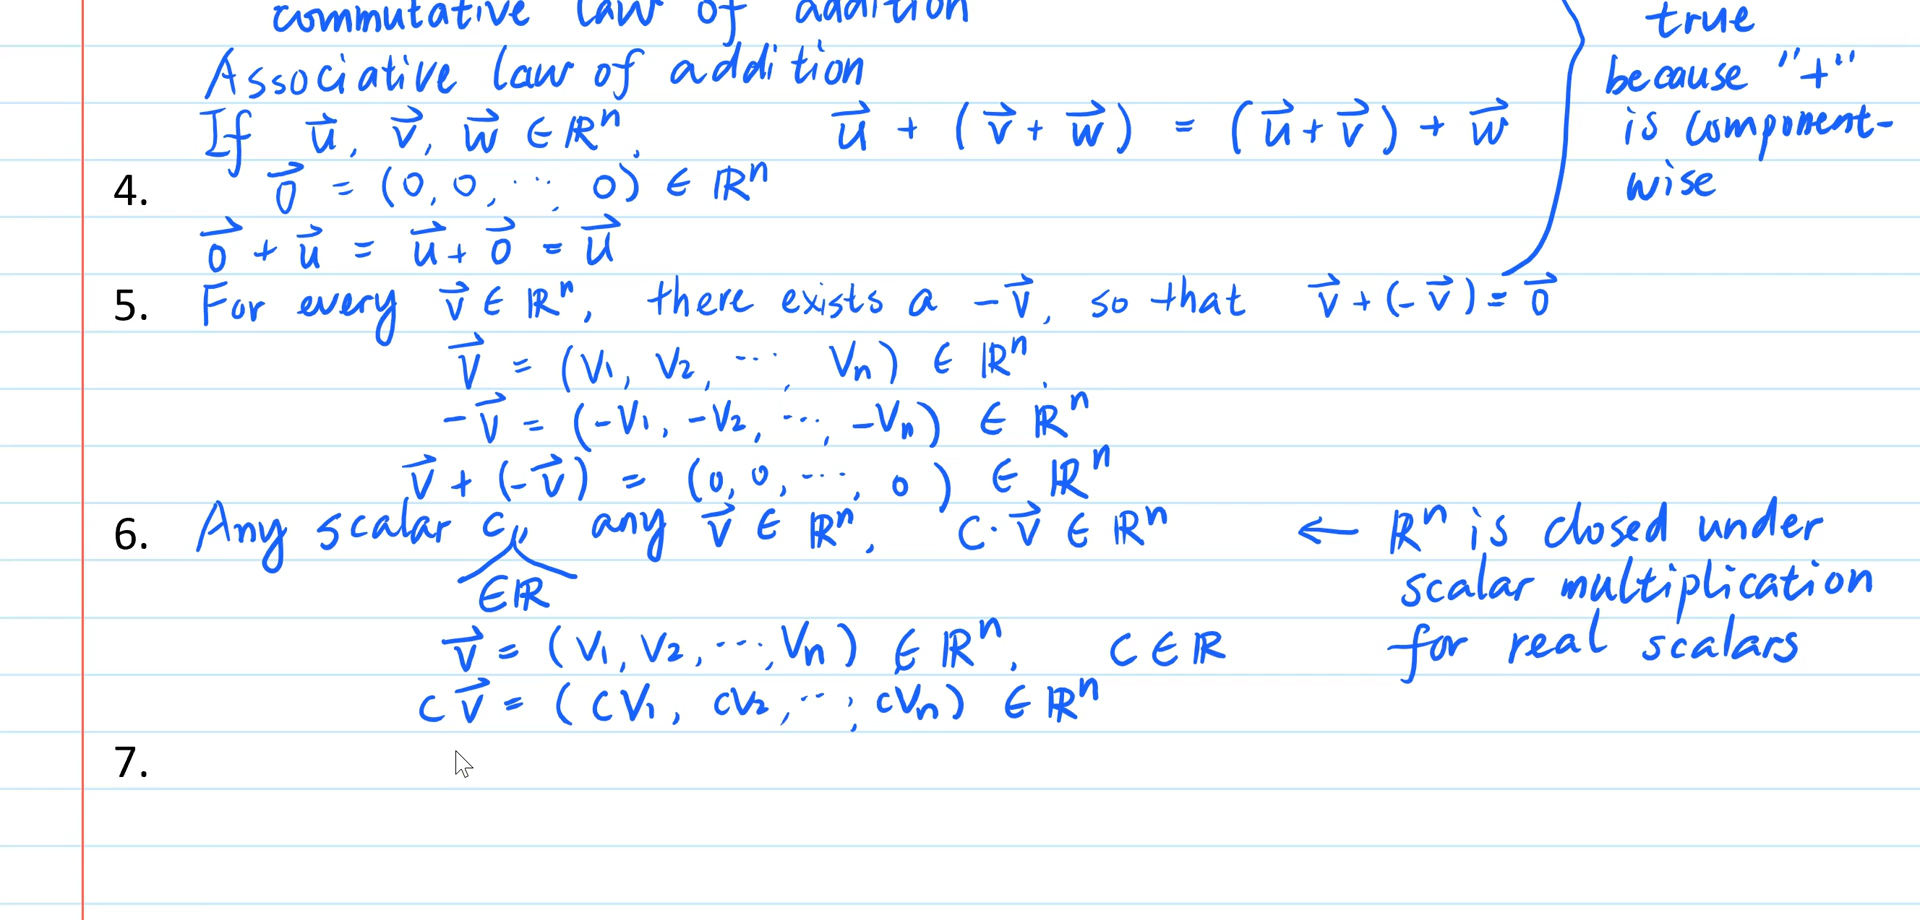 commutative law of addition
Associative law of addition
If u⃗, v⃗, w⃗ ∈ ℝⁿ, u⃗ + (v⃗ + w⃗) = (u⃗ + v⃗) + w⃗
4. 0⃗ = (0, 0, ⋯, 0) ∈ ℝⁿ
0⃗ + u⃗ = u⃗ + 0⃗ = u⃗
true
because "+"
is component-
wise
5. For every v⃗ ∈ ℝⁿ, there exists a -v⃗, so that v⃗ + (-v⃗) = 0⃗
v⃗ = (v₁, v₂, ⋯, vₙ) ∈ ℝⁿ.
-v⃗ = (-v₁, -v₂, ⋯, -vₙ) ∈ ℝⁿ
v⃗ + (-v⃗) = (0, 0, ⋯, 0) ∈ ℝⁿ
6. Any scalar c, any v⃗ ∈ ℝⁿ, c·v⃗ ∈ ℝⁿ
∈ℝ
← ℝⁿ is closed under
scalar multiplication
for real scalars
v⃗ = (v₁, v₂, ⋯, vₙ) ∈ ℝⁿ, c ∈ ℝ
c v⃗ = (cv₁, cv₂, ⋯, cvₙ) ∈ ℝⁿ
7.